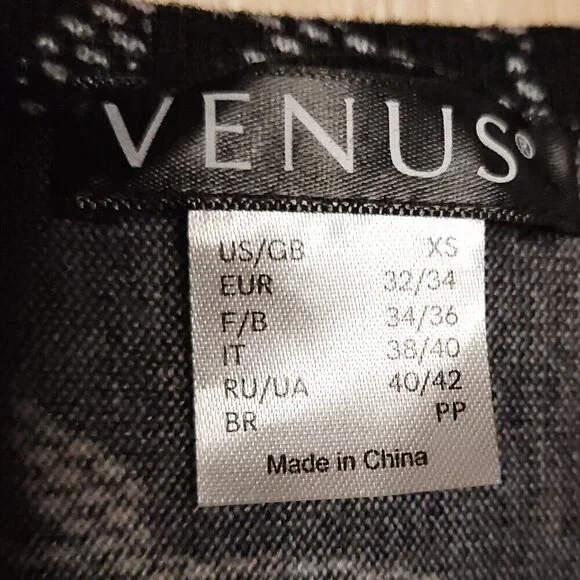 VENUS®
US/GB XS
EUR 32/34
F/B 34/36
IT 38/40
RU/UA 40/42
BR PP
Made in China